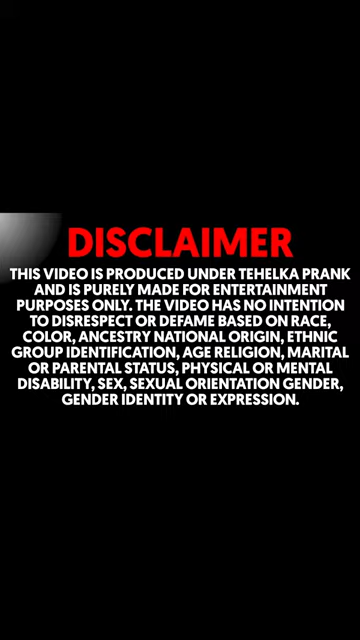 DISCLAIMER
THIS VIDEO IS PRODUCED UNDER TEHELKA PRANK
AND IS PURELY MADE FOR ENTERTAINMENT
PURPOSES ONLY. THE VIDEO HAS NO INTENTION
TO DISRESPECT OR DEFAME BASED ON RACE,
COLOR, ANCESTRY NATIONAL ORIGIN, ETHNIC
GROUP IDENTIFICATION, AGE RELIGION, MARITAL
OR PARENTAL STATUS, PHYSICAL OR MENTAL
DISABILITY, SEX, SEXUAL ORIENTATION GENDER,
GENDER IDENTITY OR EXPRESSION.